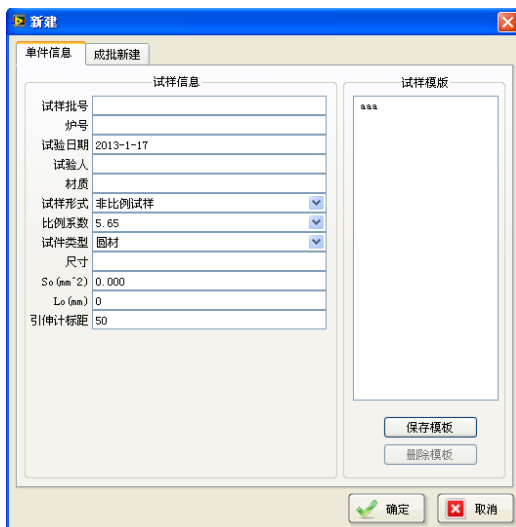 新建
单件信息 成批新建
试样信息
试样批号
炉号
试验日期 2013-1-17
试验人
材质
试样形式 非比例试样
比例系数 5.65
试件类型 圆材
尺寸
So(mm^2) 0.000
Lo(mm) 0
引伸计标距 50
试样模版
aaa
保存模板
删除模板
确定 取消